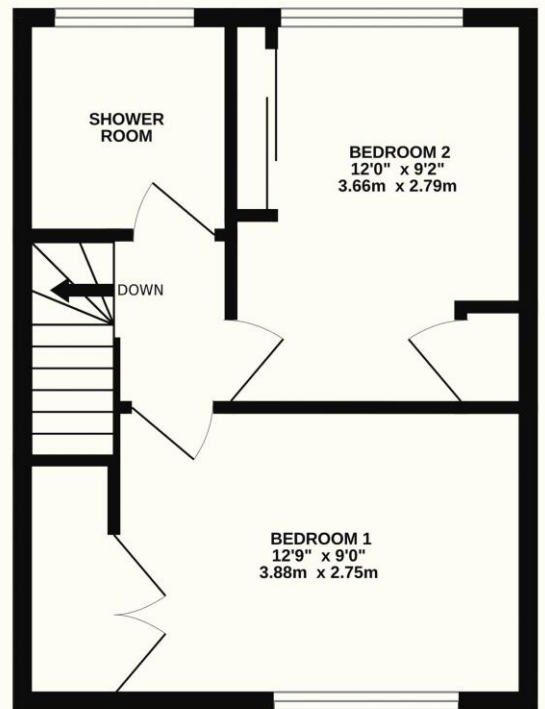 SHOWER
ROOM
BEDROOM 2
12'0" x 9'2"
3.66m x 2.79m
DOWN
BEDROOM 1
12'9" x 9'0"
3.88m x 2.75m